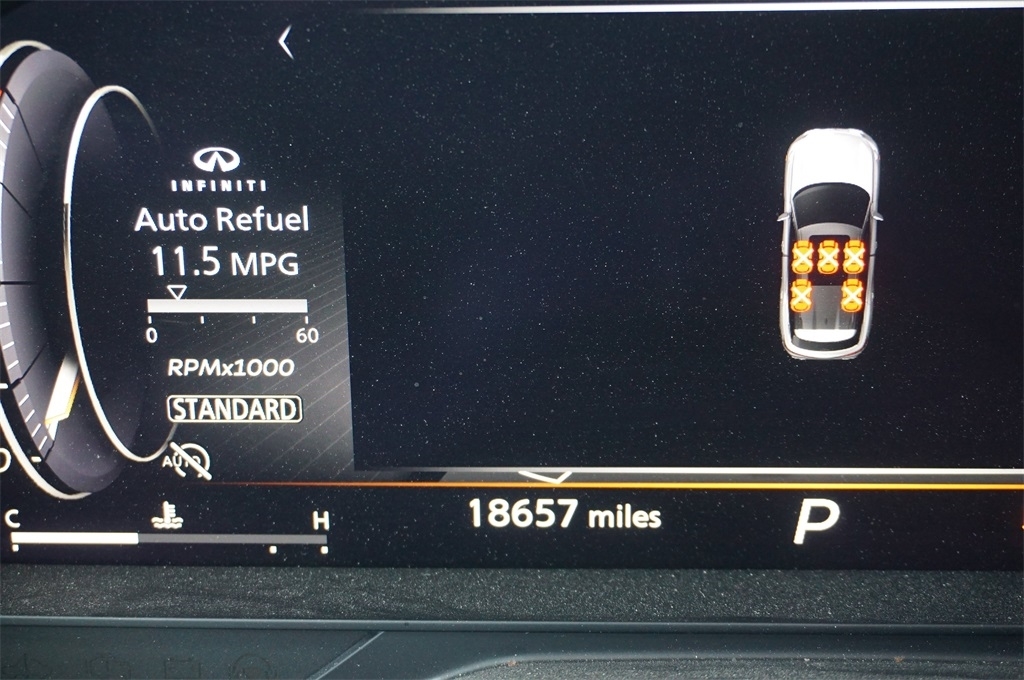 INFINITI
Auto Refuel
11.5 MPG
0 60
RPMx1000
STANDARD
AUTO
C H
18657 miles P